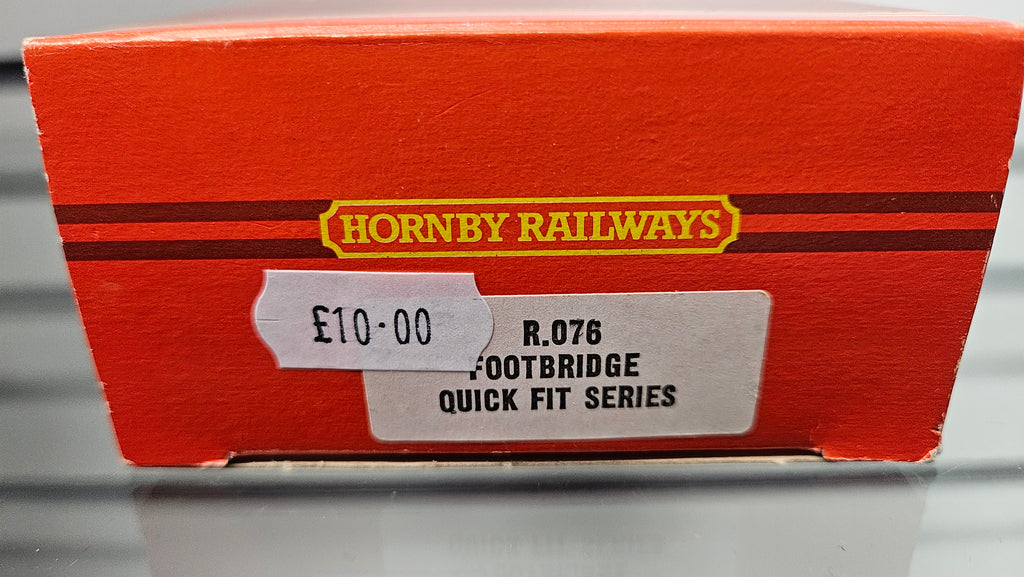 HORNBY RAILWAYS
£10.00
R.076
FOOTBRIDGE
QUICK FIT SERIES